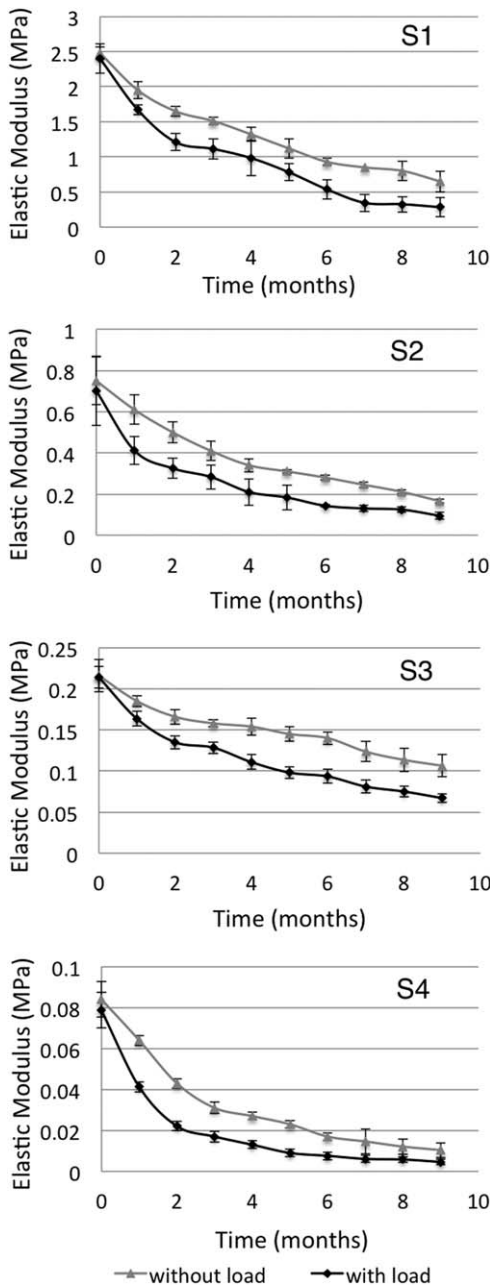 S1
Elastic Modulus (MPa)
3
2.5
2
1.5
1
0.5
0
0 2 4 6 8 10
Time (months)
S2
Elastic Modulus (MPa)
1
0.8
0.6
0.4
0.2
0
0 2 4 6 8 10
Time (months)
S3
Elastic Modulus (MPa)
0.25
0.2
0.15
0.1
0.05
0
0 2 4 6 8 10
Time (months)
S4
Elastic Modulus (MPa)
0.1
0.08
0.06
0.04
0.02
0
0 2 4 6 8 10
Time (months)
without load with load